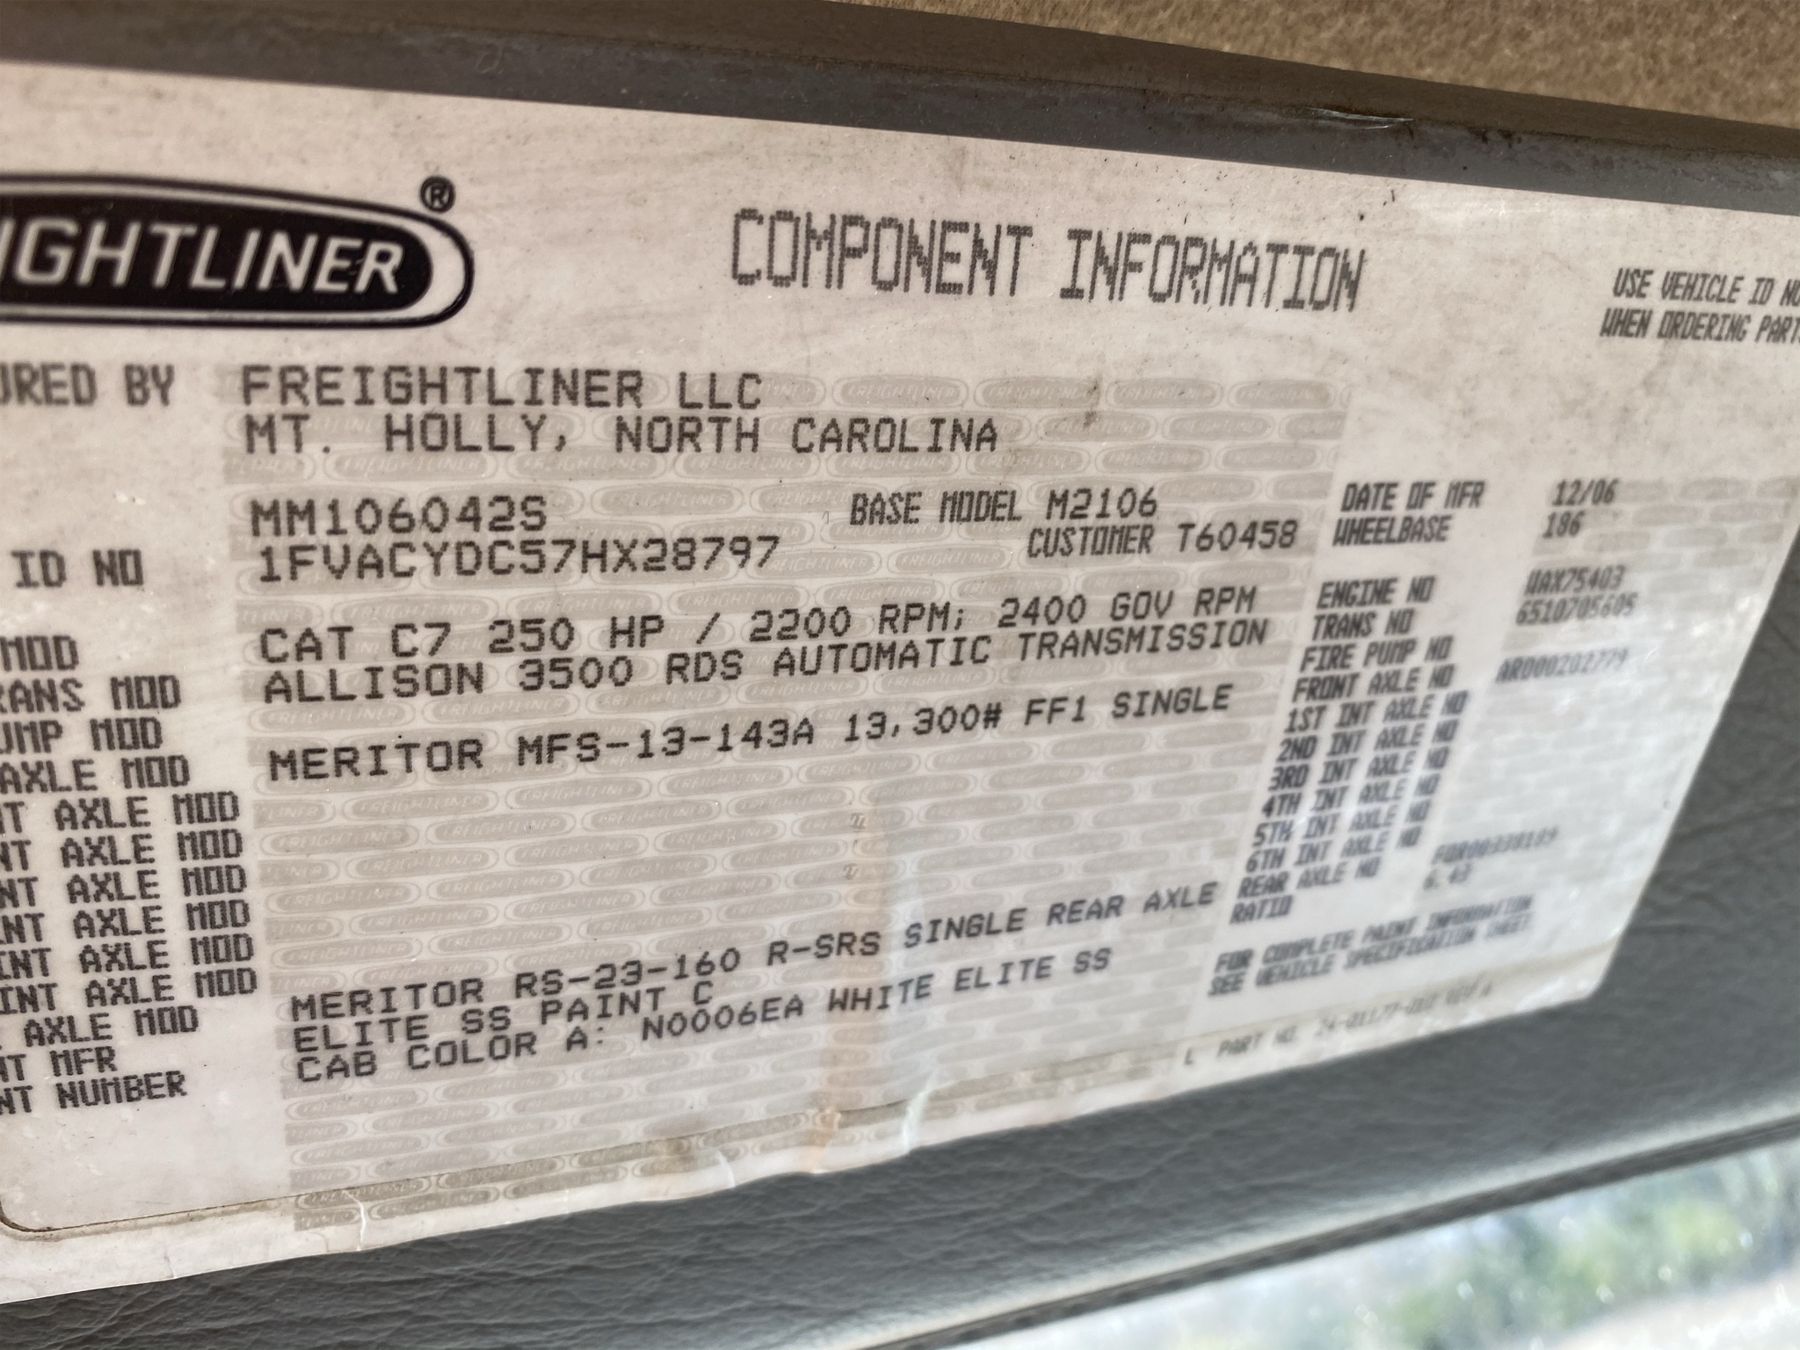 IGHTLINER ®
COMPONENT INFORMATION
USE VEHICLE ID NO
WHEN ORDERING PARTS
URED BY FREIGHTLINER LLC
MT. HOLLY, NORTH CAROLINA
MM106042S BASE MODEL M2106 DATE OF MFR 12/06
ID NO 1FVACYDC57HX28797 CUSTOMER T60458 WHEELBASE 186
MOD CAT C7 250 HP / 2200 RPM; 2400 GOV RPM ENGINE NO WAX75403
RANS MOD ALLISON 3500 RDS AUTOMATIC TRANSMISSION TRANS NO 6510705605
UMP MOD FIRE PUMP NO
AXLE MOD MERITOR MFS-13-143A 13,300# FF1 SINGLE FRONT AXLE NO
NT AXLE MOD 1ST INT AXLE NO
NT AXLE MOD 2ND INT AXLE NO
NT AXLE MOD 3RD INT AXLE NO
INT AXLE MOD 4TH INT AXLE NO
INT AXLE MOD 5TH INT AXLE NO
INT AXLE MOD 6TH INT AXLE NO
AXLE MOD MERITOR RS-23-160 R-SRS SINGLE REAR AXLE REAR AXLE NO
NT MFR ELITE SS PAINT C RATIO
NT NUMBER CAB COLOR A: N0006EA WHITE ELITE SS
FOR COMPLETE PAINT INFORMATION
SEE VEHICLE SPECIFICATION SHEET.
PART NO.